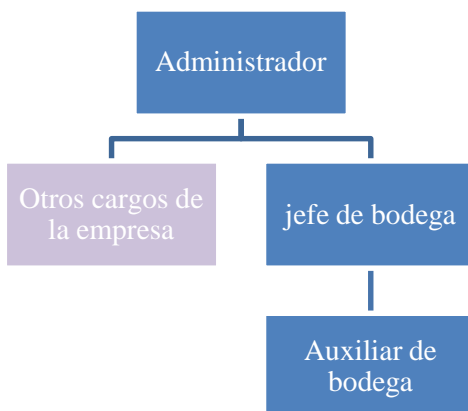 Administrador
Otros cargos de
la empresa
jefe de bodega
Auxiliar de
bodega